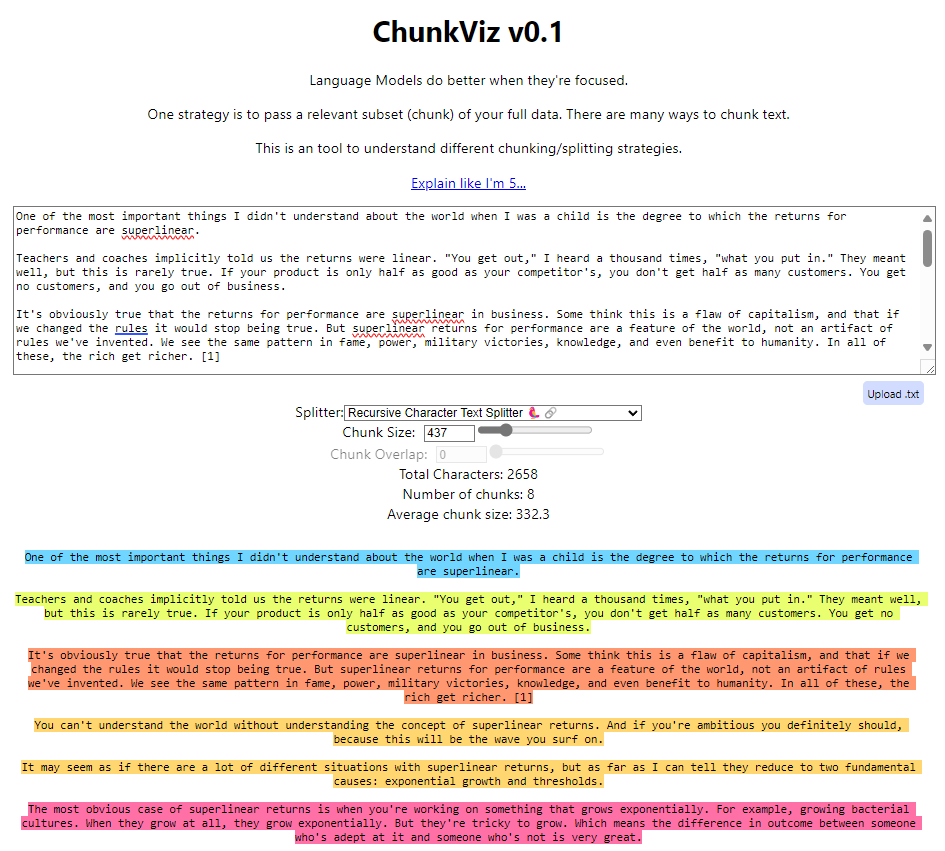 ChunkViz v0.1
Language Models do better when they're focused.
One strategy is to pass a relevant subset (chunk) of your full data. There are many ways to chunk text.
This is an tool to understand different chunking/splitting strategies.
Explain like I'm 5...
One of the most important things I didn't understand about the world when I was a child is the degree to which the returns for
performance are superlinear.
Teachers and coaches implicitly told us the returns were linear. "You get out," I heard a thousand times, "what you put in." They meant
well, but this is rarely true. If your product is only half as good as your competitor's, you don't get half as many customers. You get
no customers, and you go out of business.
It's obviously true that the returns for performance are superlinear in business. Some think this is a flaw of capitalism, and that if
we changed the rules it would stop being true. But superlinear returns for performance are a feature of the world, not an artifact of
rules we've invented. We see the same pattern in fame, power, military victories, knowledge, and even benefit to humanity. In all of
these, the rich get richer. [1]
Upload .txt
Splitter: Recursive Character Text Splitter 🦜 🔗
Chunk Size: 437
Chunk Overlap: 0
Total Characters: 2658
Number of chunks: 8
Average chunk size: 332.3
One of the most important things I didn't understand about the world when I was a child is the degree to which the returns for performance
are superlinear.
Teachers and coaches implicitly told us the returns were linear. "You get out," I heard a thousand times, "what you put in." They meant well,
but this is rarely true. If your product is only half as good as your competitor's, you don't get half as many customers. You get no
customers, and you go out of business.
It's obviously true that the returns for performance are superlinear in business. Some think this is a flaw of capitalism, and that if we
changed the rules it would stop being true. But superlinear returns for performance are a feature of the world, not an artifact of rules
we've invented. We see the same pattern in fame, power, military victories, knowledge, and even benefit to humanity. In all of these, the
rich get richer. [1]
You can't understand the world without understanding the concept of superlinear returns. And if you're ambitious you definitely should,
because this will be the wave you surf on.
It may seem as if there are a lot of different situations with superlinear returns, but as far as I can tell they reduce to two fundamental
causes: exponential growth and thresholds.
The most obvious case of superlinear returns is when you're working on something that grows exponentially. For example, growing bacterial
cultures. When they grow at all, they grow exponentially. But they're tricky to grow. Which means the difference in outcome between someone
who's adept at it and someone who's not is very great.